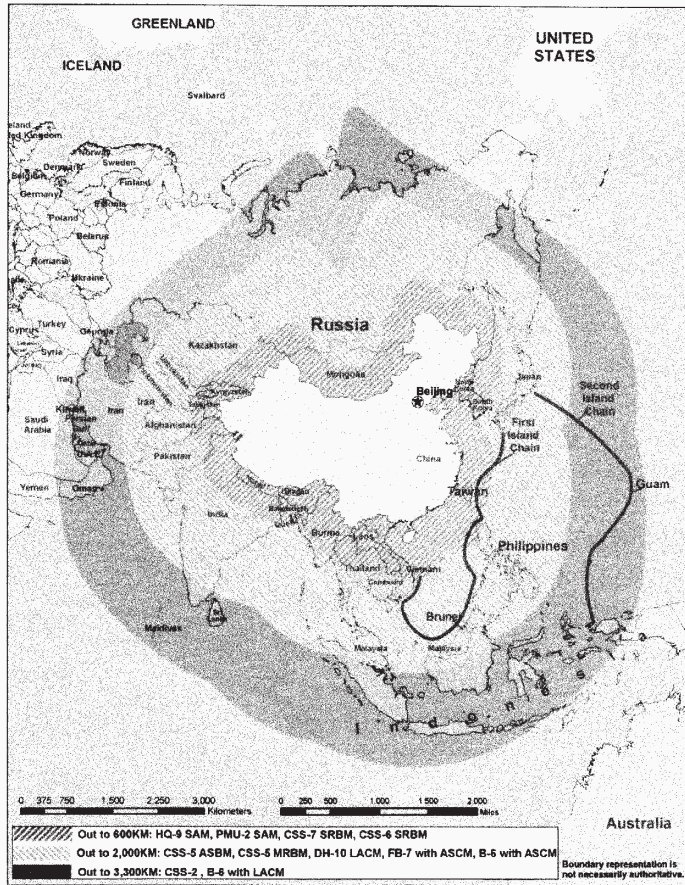 GREENLAND
UNITED STATES
ICELAND
Svalbard
Norway
Sweden
Finland
Germany
Poland
Belarus
Romania
Ukraine
Turkey
Georgia
Syria
Iraq
Saudi Arabia
Yemen
Iran
Iran
Kazakhstan
Kyrgyzstan
Afghanistan
Pakistan
Russia
Mongolia
Beijing
China
Japan
First Island Chain
Second Island Chain
Guam
Taiwan
Philippines
India
Burma
Laos
Thailand
Vietnam
Brunei
Malaysia
Malaysia
Maldives
Indonesia
Australia
0 375 750 1,500 2,250 3,000
Kilometers
0 250 500 1,000 1,500 2,000
Miles
Out to 600KM: HQ-9 SAM, PMU-2 SAM, CSS-7 SRBM, CSS-6 SRBM
Out to 2,000KM: CSS-5 ASBM, CSS-5 MRBM, DH-10 LACM, FB-7 with ASCM, B-6 with ASCM
Out to 3,300KM: CSS-2 , B-6 with LACM
Boundary representation is
not necessarily authoritative.